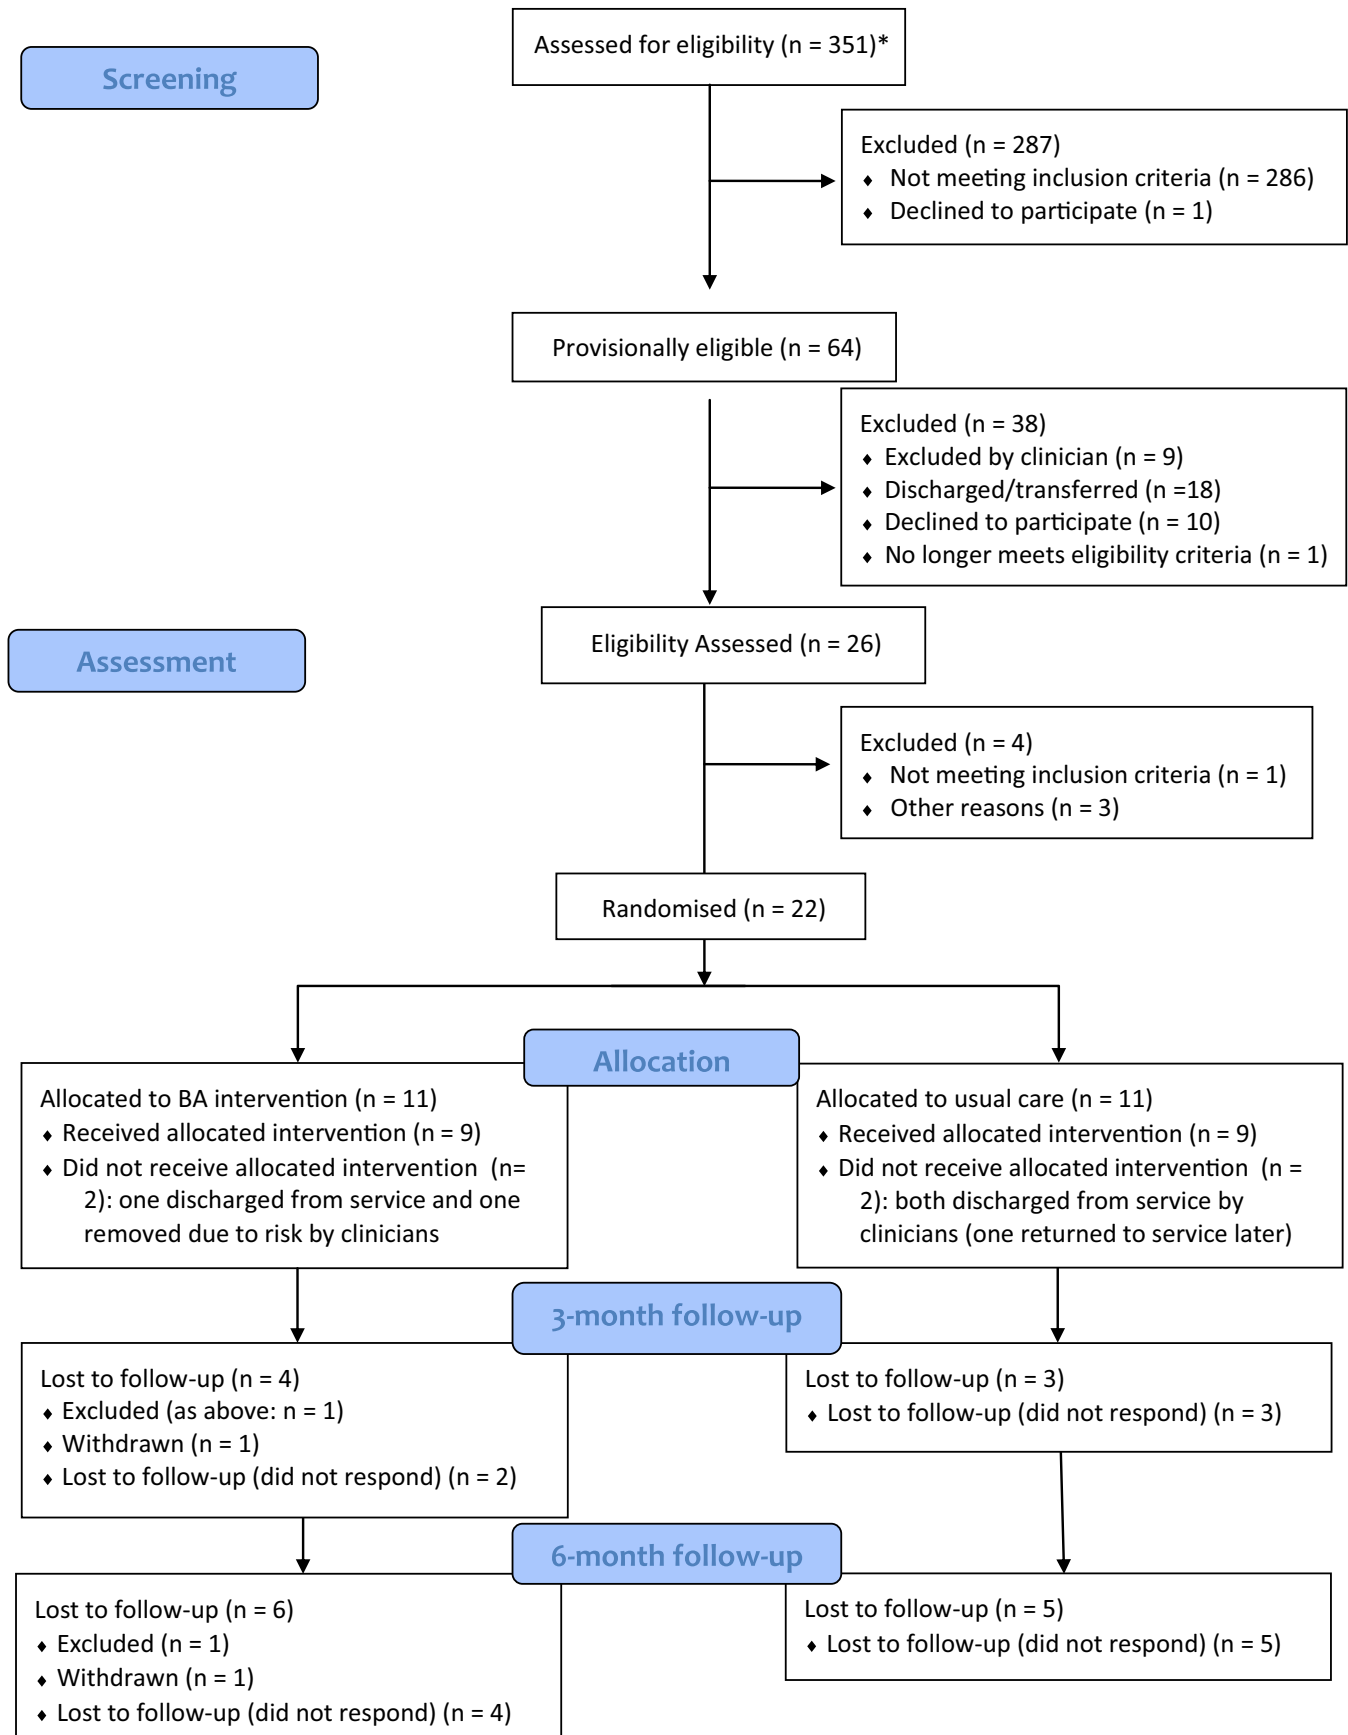 Assessed for eligibility (n = 351)*
Screening
Excluded (n = 287)
♦ Not meeting inclusion criteria (n = 286)
♦ Declined to participate (n = 1)
Provisionally eligible (n = 64)
Excluded (n = 38)
♦ Excluded by clinician (n = 9)
♦ Discharged/transferred (n =18)
♦ Declined to participate (n = 10)
♦ No longer meets eligibility criteria (n = 1)
Eligibility Assessed (n = 26)
Assessment
Excluded (n = 4)
♦ Not meeting inclusion criteria (n = 1)
♦ Other reasons (n = 3)
Randomised (n = 22)
Allocation
Allocated to BA intervention (n = 11)
♦ Received allocated intervention (n = 9)
♦ Did not receive allocated intervention (n=
2): one discharged from service and one
removed due to risk by clinicians
Allocated to usual care (n = 11)
♦ Received allocated intervention (n = 9)
♦ Did not receive allocated intervention (n =
2): both discharged from service by
clinicians (one returned to service later)
3-month follow-up
Lost to follow-up (n = 4)
♦ Excluded (as above: n = 1)
♦ Withdrawn (n = 1)
♦ Lost to follow-up (did not respond) (n = 2)
Lost to follow-up (n = 3)
♦ Lost to follow-up (did not respond) (n = 3)
6-month follow-up
Lost to follow-up (n = 6)
♦ Excluded (n = 1)
♦ Withdrawn (n = 1)
♦ Lost to follow-up (did not respond) (n = 4)
Lost to follow-up (n = 5)
♦ Lost to follow-up (did not respond) (n = 5)